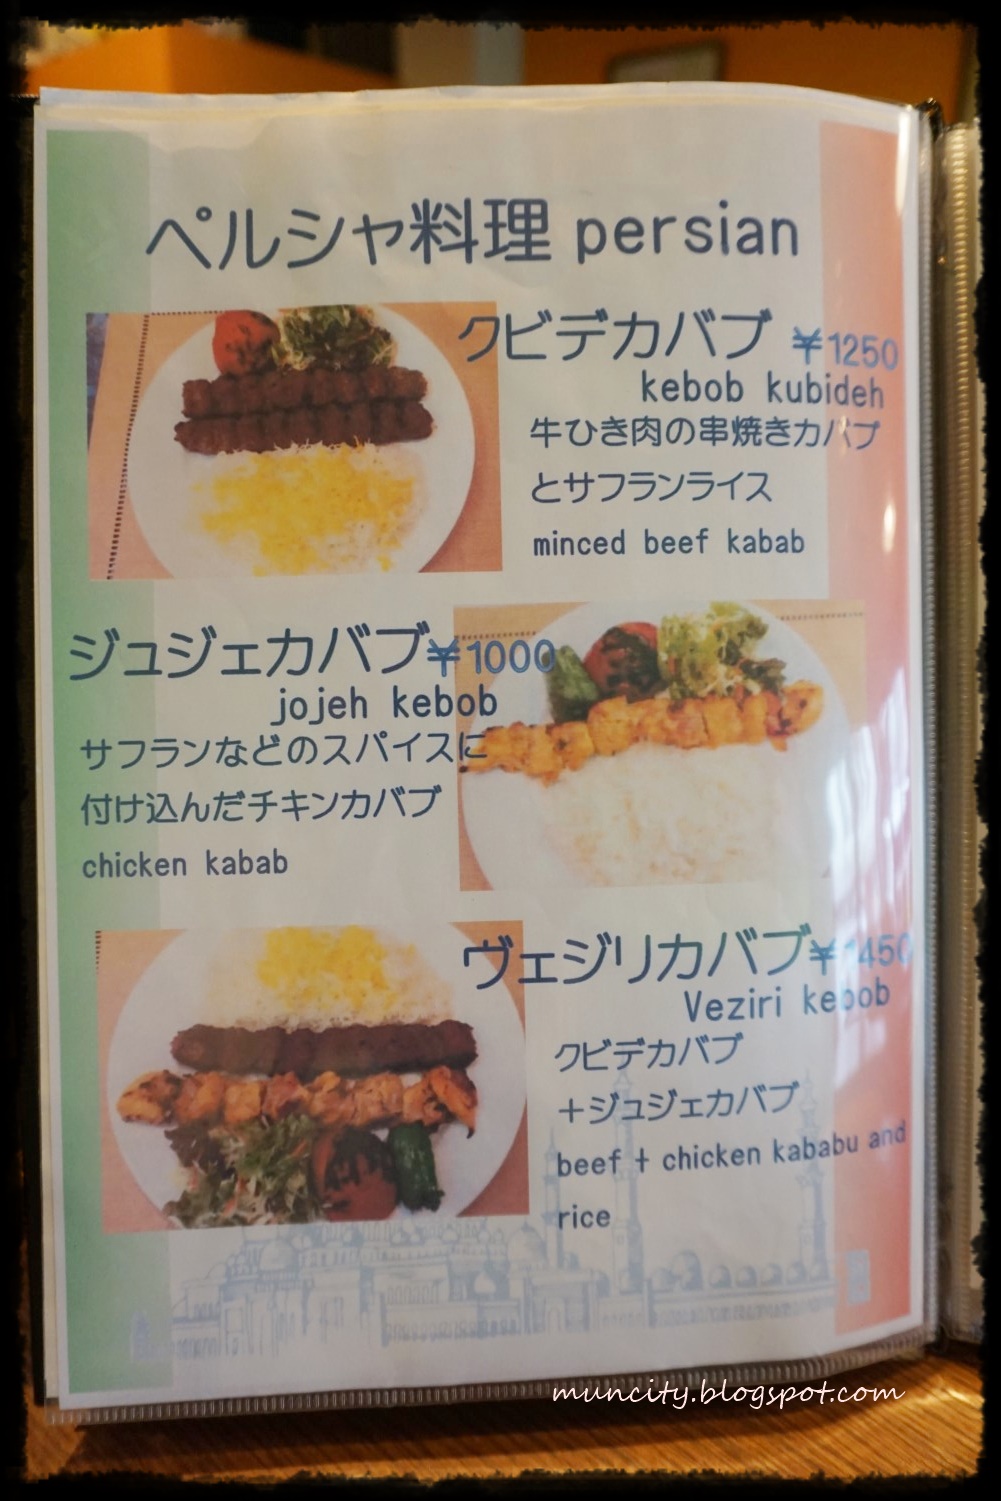 ペルシャ料理 persian
クビデカバブ ¥1250
kebob kubideh
牛ひき肉の串焼きカバブ
とサフランライス
minced beef kabab
ジュジェカバブ¥1000
jojeh kebob
サフランなどのスパイスに
付け込んだチキンカバブ
chicken kabab
ヴェジリカバブ¥1450
Veziri kebob
クビデカバブ
+ジュジェカバブ
beef + chicken kababu and
rice
muncity.blogspot.com